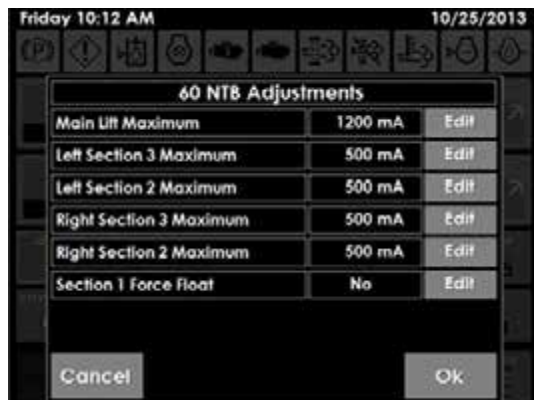 Friday 10:12 AM 10/25/2013
(P)
60 NTB Adjustments
Main Lift Maximum 1200 mA Edit
Left Section 3 Maximum 500 mA Edit
Left Section 2 Maximum 500 mA Edit
Right Section 3 Maximum 500 mA Edit
Right Section 2 Maximum 500 mA Edit
Section 1 Force Float No Edit
Cancel Ok